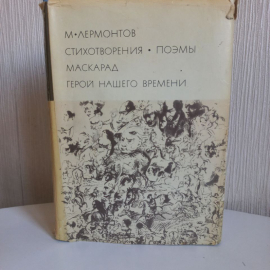 М•ЛЕРМОНТОВ
СТИХОТВОРЕНИЯ • ПОЭМЫ
МАСКАРАД
ГЕРОЙ НАШЕГО ВРЕМЕНИ